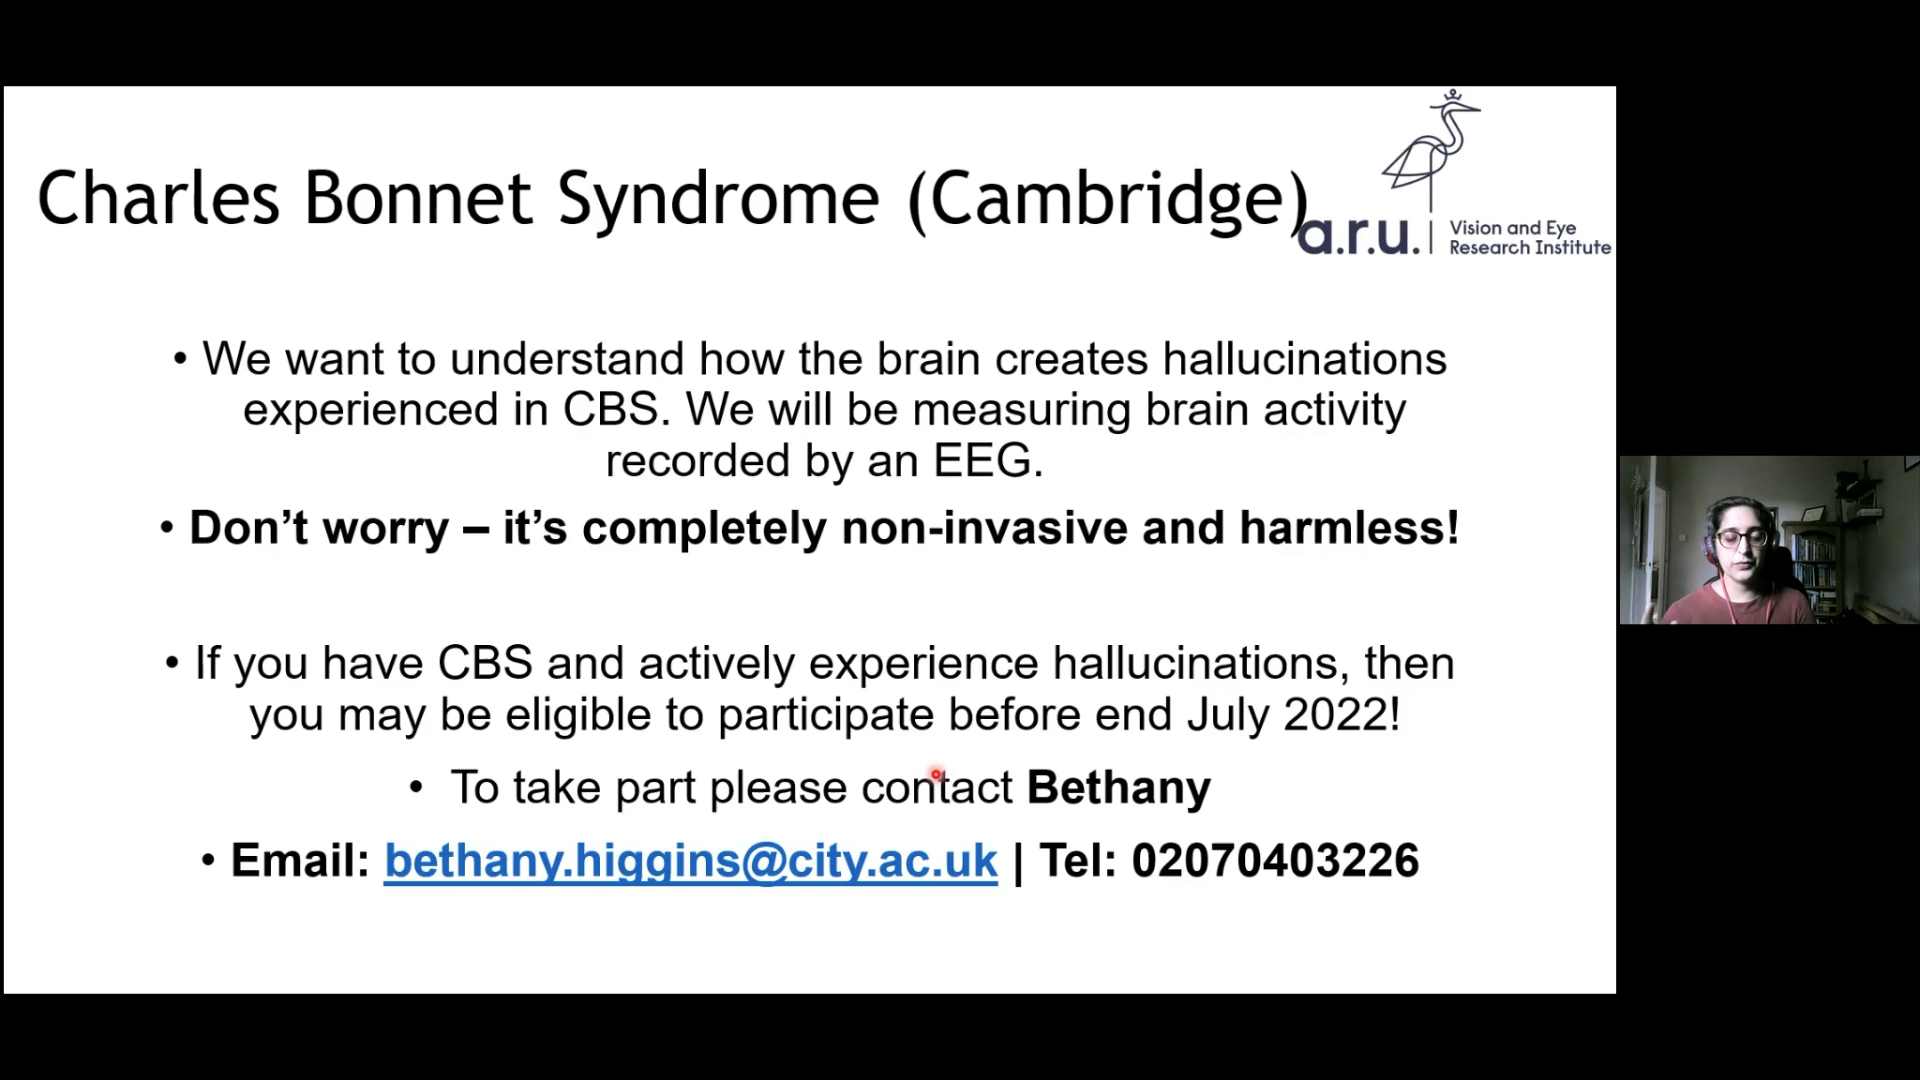 Charles Bonnet Syndrome (Cambridge)
a.r.u. | Vision and Eye
Research Institute
• We want to understand how the brain creates hallucinations
experienced in CBS. We will be measuring brain activity
recorded by an EEG.
• Don’t worry – it’s completely non-invasive and harmless!
• If you have CBS and actively experience hallucinations, then
you may be eligible to participate before end July 2022!
• To take part please contact Bethany
• Email: bethany.higgins@city.ac.uk | Tel: 02070403226